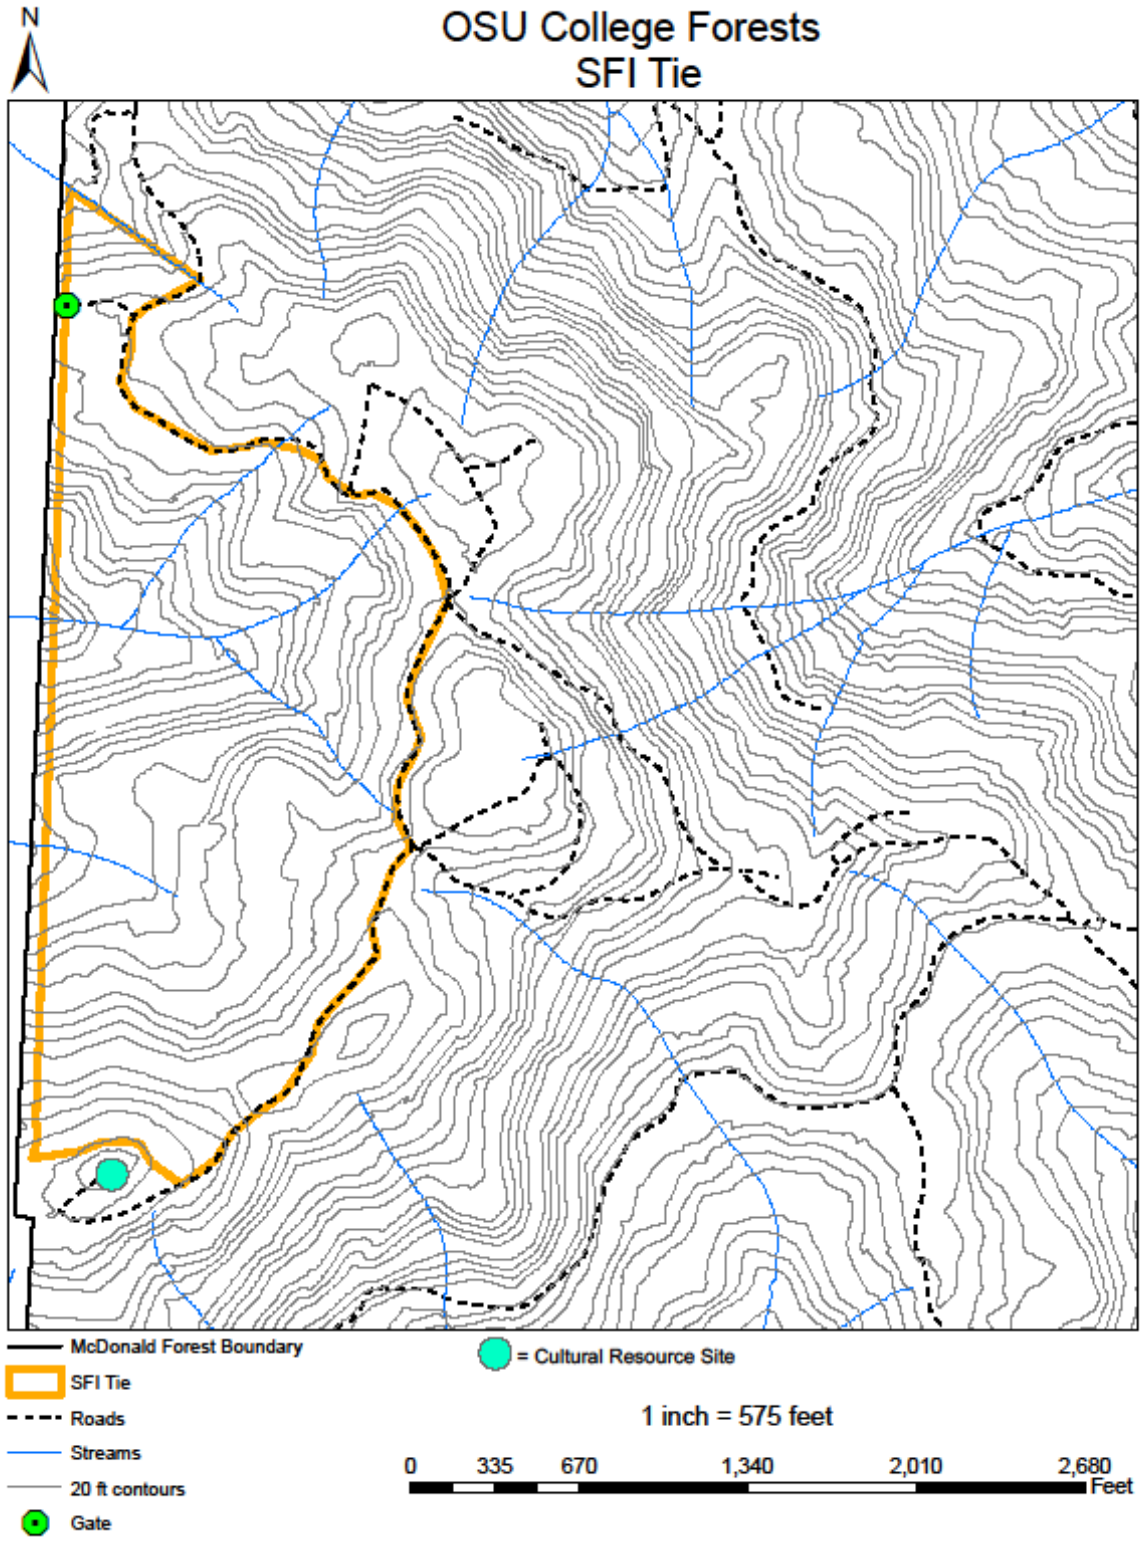 N
OSU College Forests
SFI Tie
McDonald Forest Boundary
SFI Tie
Roads
Streams
20 ft contours
Gate
= Cultural Resource Site
1 inch = 575 feet
0 335 670 1,340 2,010 2,680
Feet